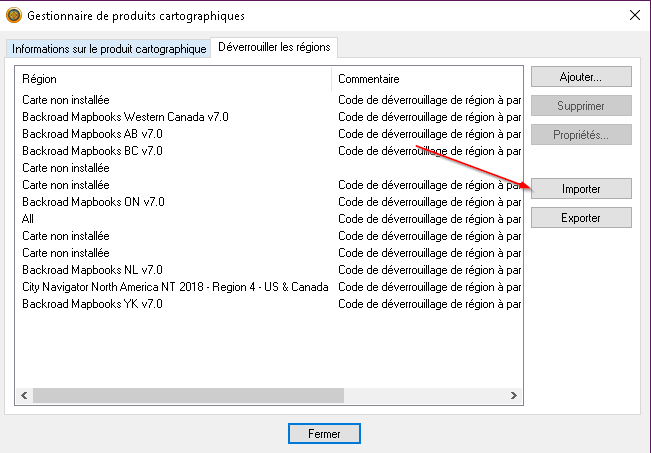 Gestionnaire de produits cartographiques
Informations sur le produit cartographique Déverrouiller les régions
Région Commentaire Ajouter...
Carte non installée Code de déverrouillage de région à par
Backroad Mapbooks Western Canada v7.0 Code de déverrouillage de région à par Supprimer
Backroad Mapbooks AB v7.0 Code de déverrouillage de région à par Propriétés...
Backroad Mapbooks BC v7.0 Code de déverrouillage de région à par
Carte non installée
Carte non installée Code de déverrouillage de région à par Importer
Backroad Mapbooks ON v7.0 Code de déverrouillage de région à par
All Code de déverrouillage de région à par Exporter
Carte non installée Code de déverrouillage de région à par
Carte non installée Code de déverrouillage de région à par
Backroad Mapbooks NL v7.0 Code de déverrouillage de région à par
City Navigator North America NT 2018 - Region 4 - US & Canada Code de déverrouillage de région à par
Backroad Mapbooks YK v7.0 Code de déverrouillage de région à par
Fermer